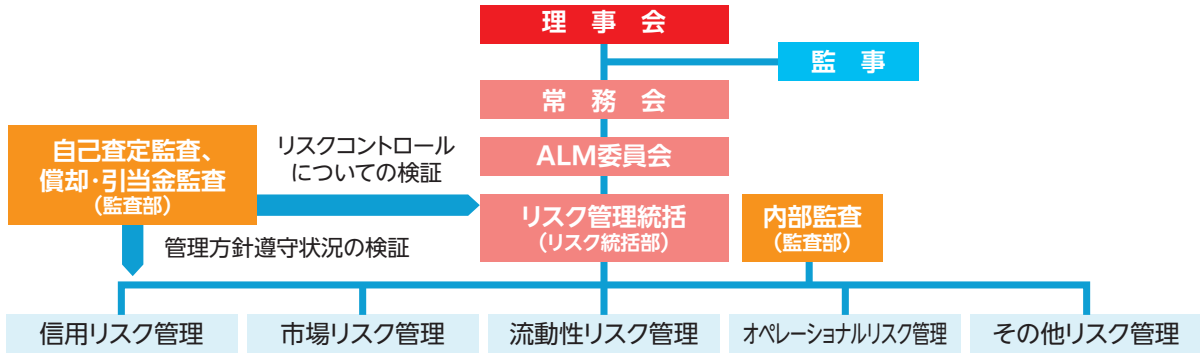 理　事　会
監　事
常　務　会
自己査定監査、
償却・引当金監査
（監査部）
リスクコントロール
についての検証
ALM委員会
リスク管理統括
（リスク統括部）
内部監査
（監査部）
管理方針遵守状況の検証
信用リスク管理
市場リスク管理
流動性リスク管理
オペレーショナルリスク管理
その他リスク管理